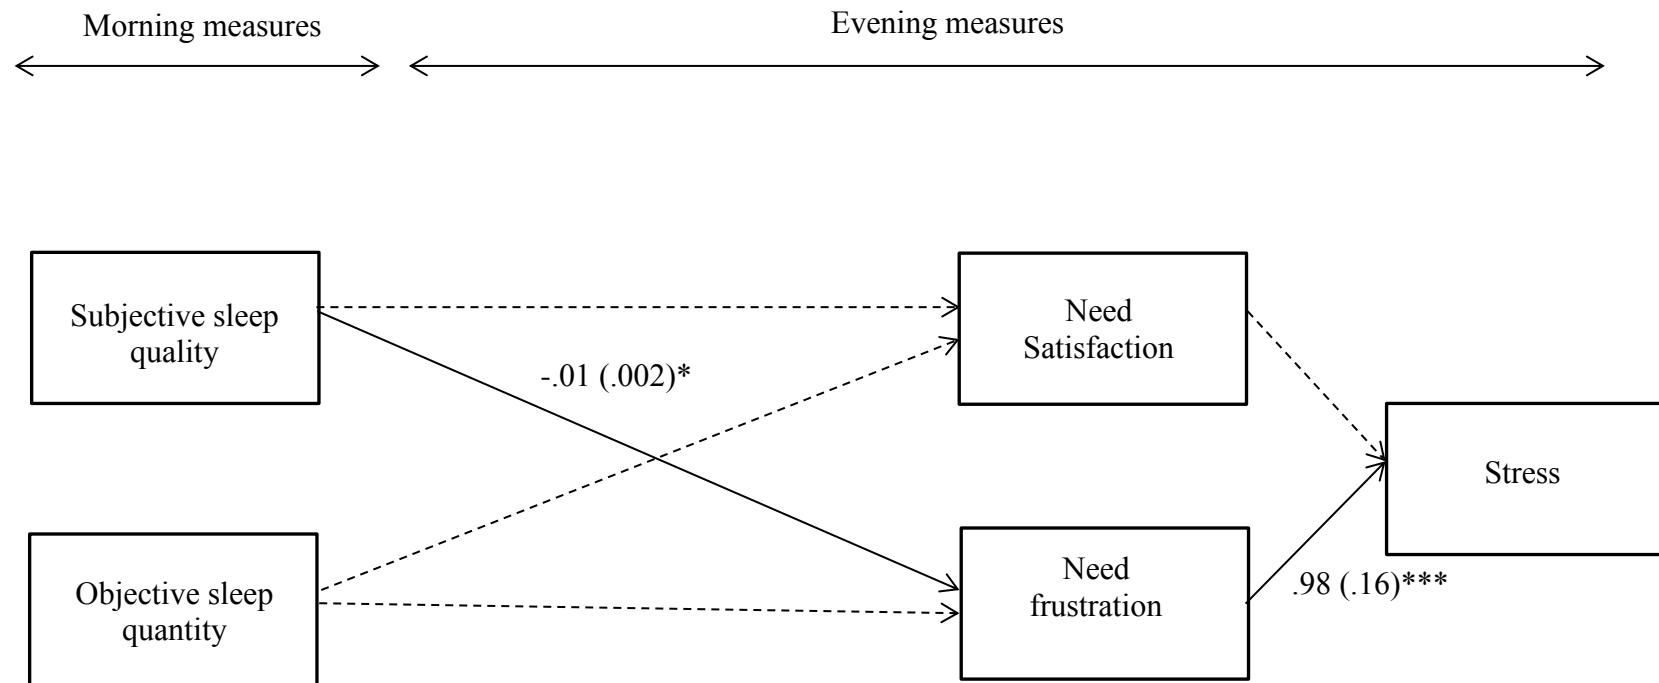 Morning measures
Evening measures
Subjective sleep
quality
Need
Satisfaction
-.01 (.002)*
Stress
Objective sleep
quantity
Need
frustration
.98 (.16)***